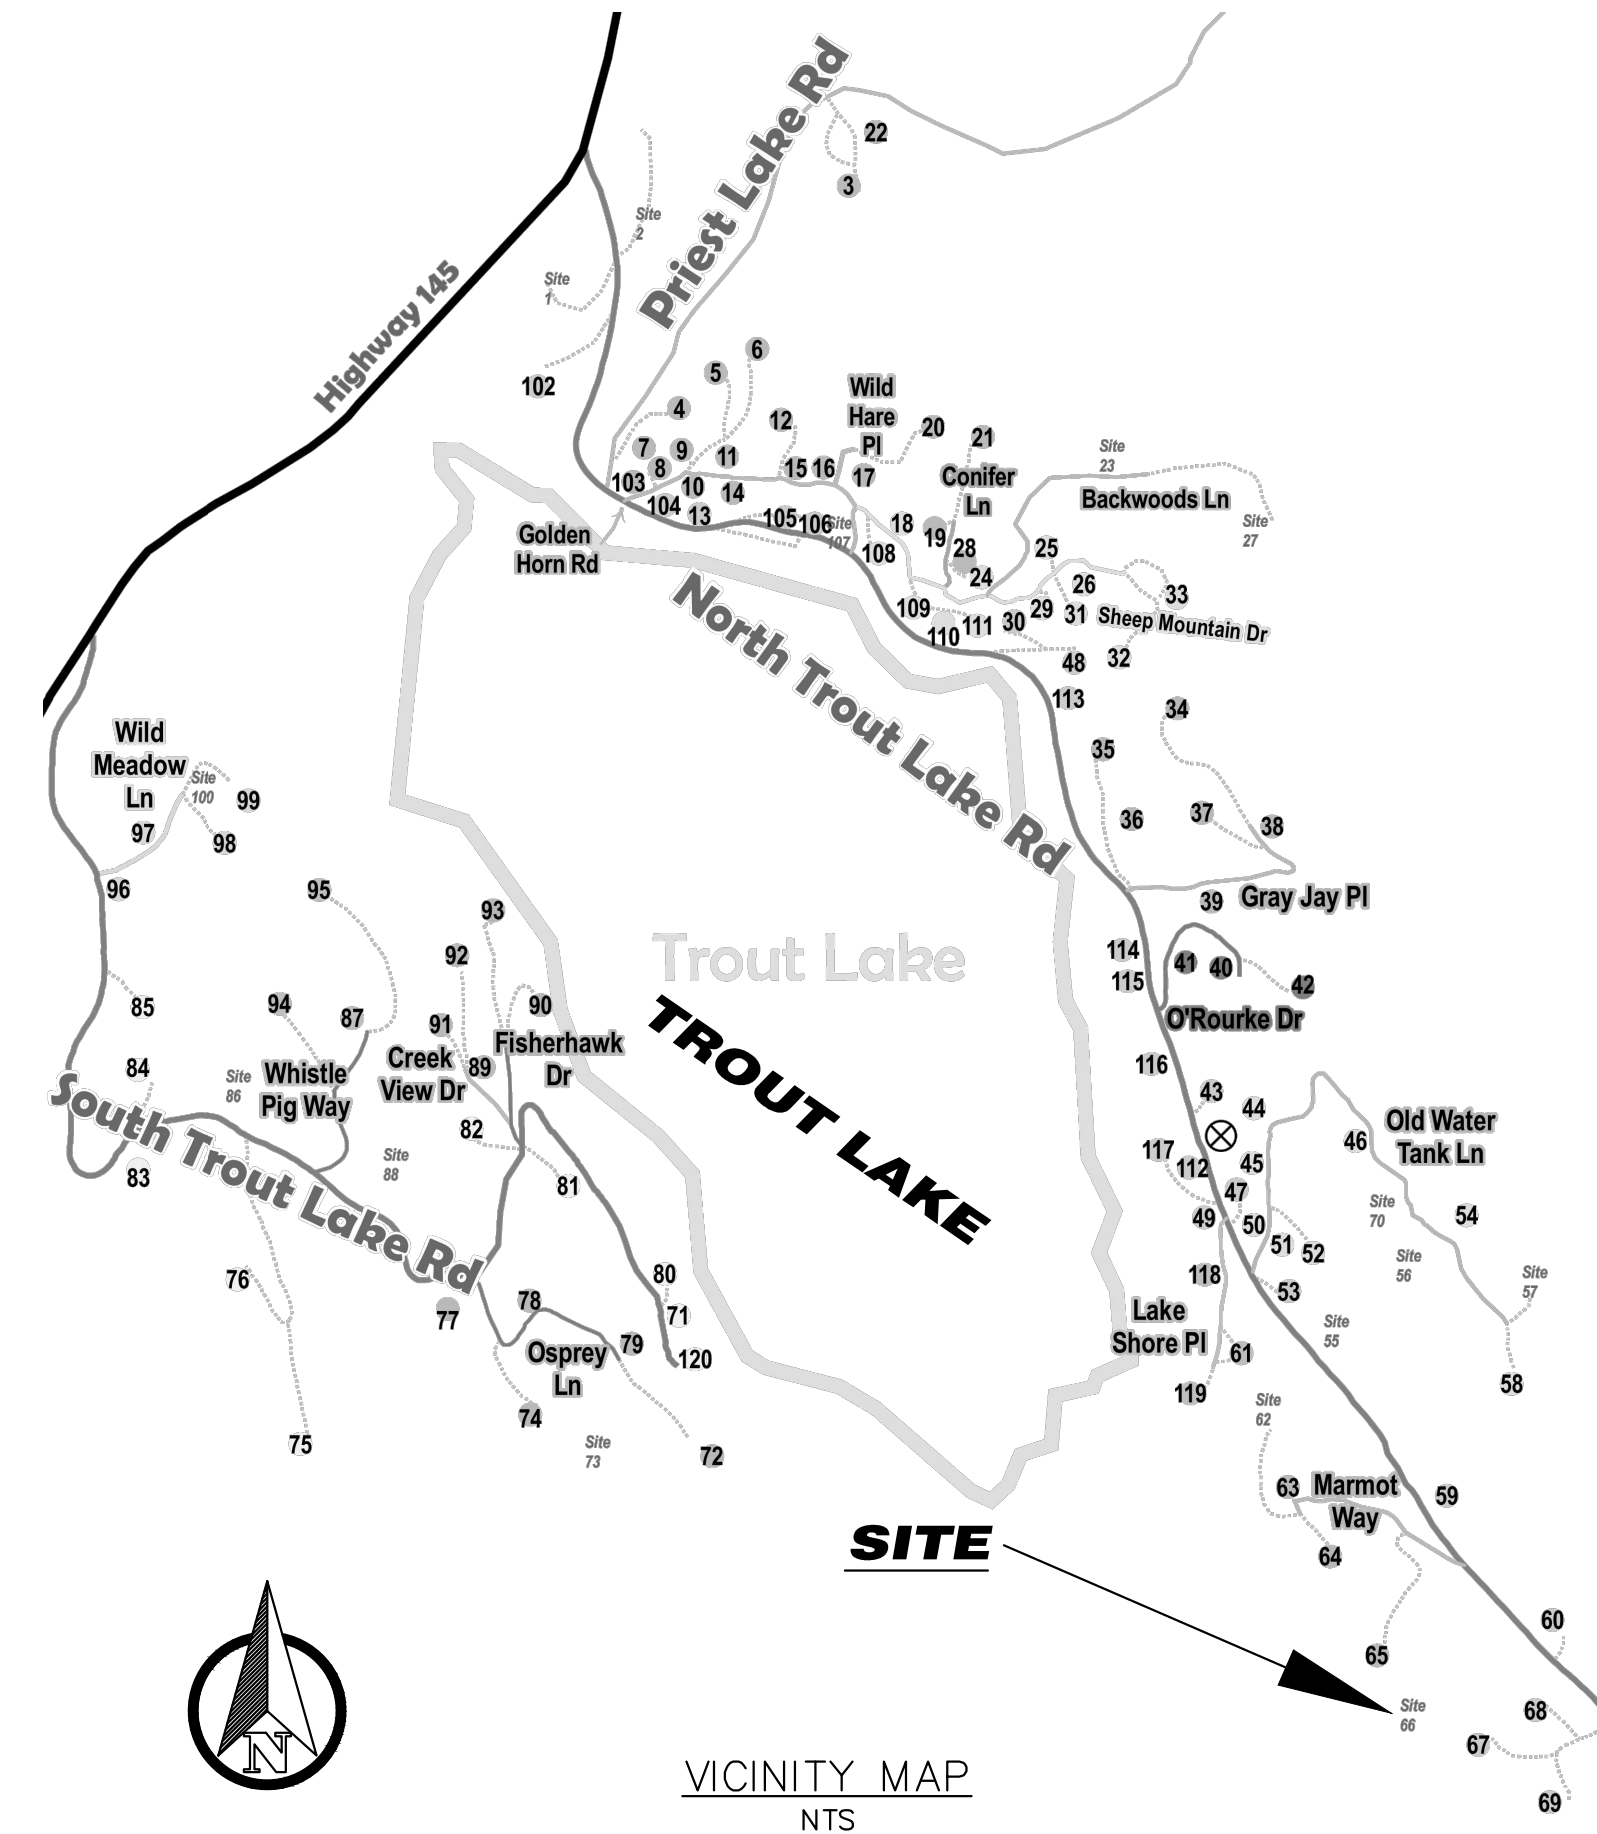 Priest Lake Rd
22
3
Site
2
Highway 145
Site
1
102
6
5
4
Wild
Hare
Pl
12
20
21
7
9
11
8
15
16
17
Site
23
103
10
14
104
13
105
106
Site
107
Conifer
Ln
Backwoods Ln
18
19
Site
27
Golden
Horn Rd
108
28
24
25
26
33
109
110
111
30
29
31
Sheep Mountain Dr
48
32
North Trout Lake Rd
113
34
35
36
37
38
Wild
Meadow
Ln
Site
100
99
97
98
96
95
93
39
Gray Jay Pl
92
Trout Lake
114
115
41
40
42
O'Rourke Dr
85
94
87
91
90
Fisherhawk
Dr
TROUT LAKE
84
Site
86
Whistle
Pig Way
Creek
View Dr
89
116
43
44
Old Water
Tank Ln
46
South Trout Lake Rd
82
83
Site
88
81
117
112
45
47
49
50
Site
70
54
51
52
76
80
118
53
Site
56
Site
57
77
78
71
Lake
Shore Pl
Site
55
79
Osprey
Ln
120
61
119
58
74
Site
62
75
Site
73
72
63
Marmot
Way
59
SITE
64
65
60
Site
66
68
67
69
N
VICINITY MAP
NTS